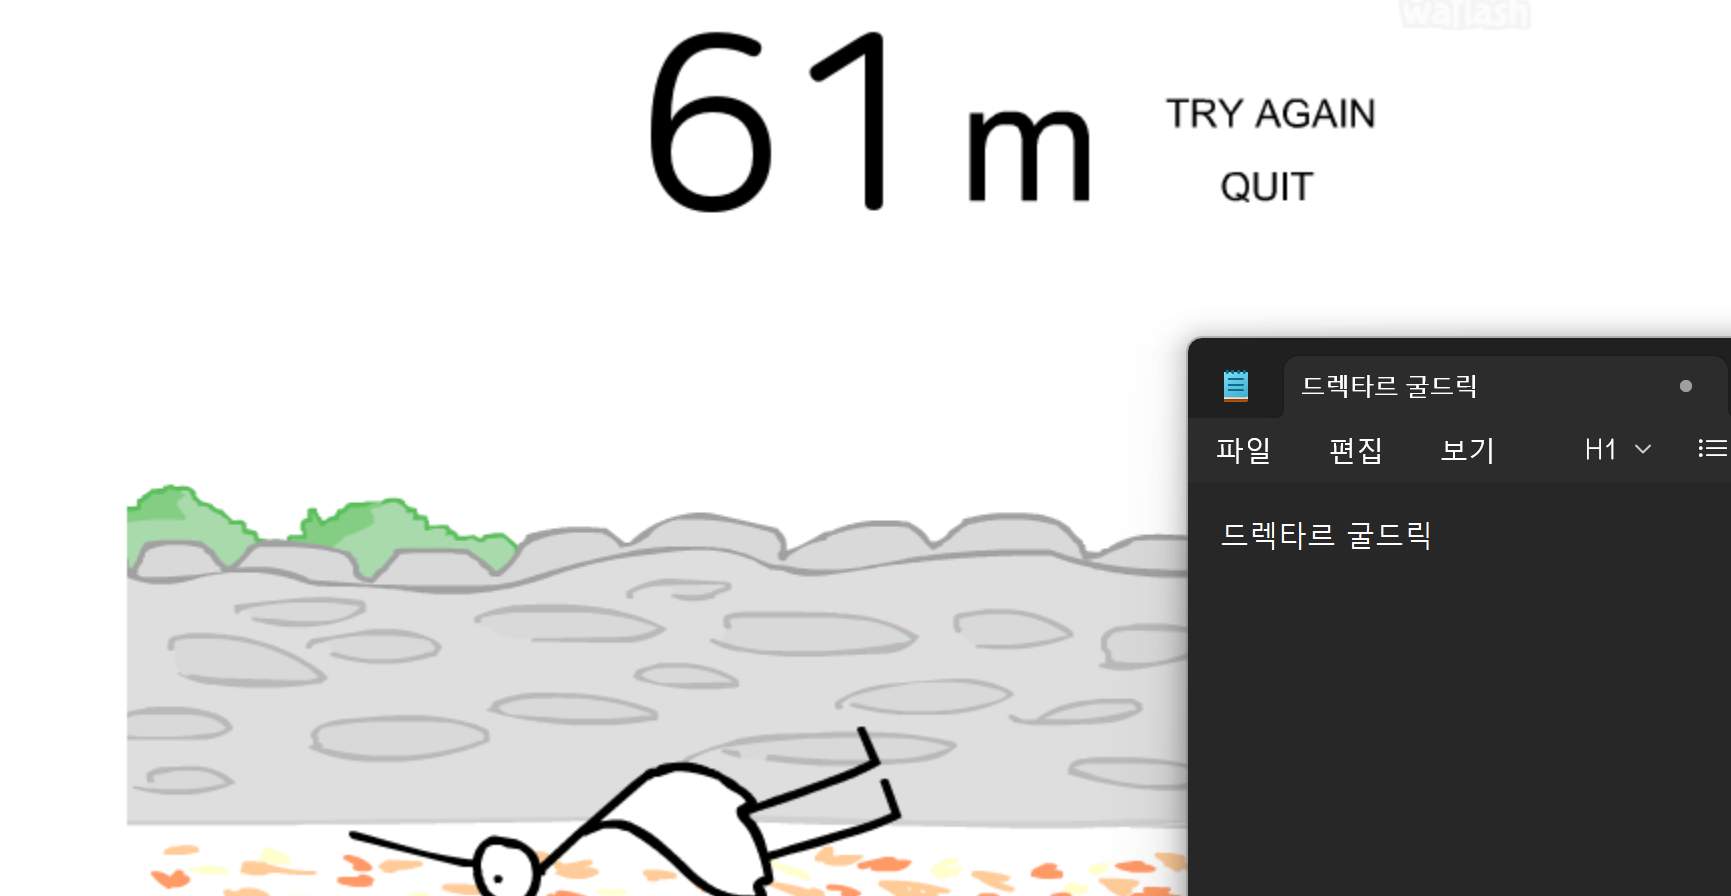 waflash
61 m
TRY AGAIN
QUIT
드렉타르 굴드릭
파일 편집 보기 H1
드렉타르 굴드릭